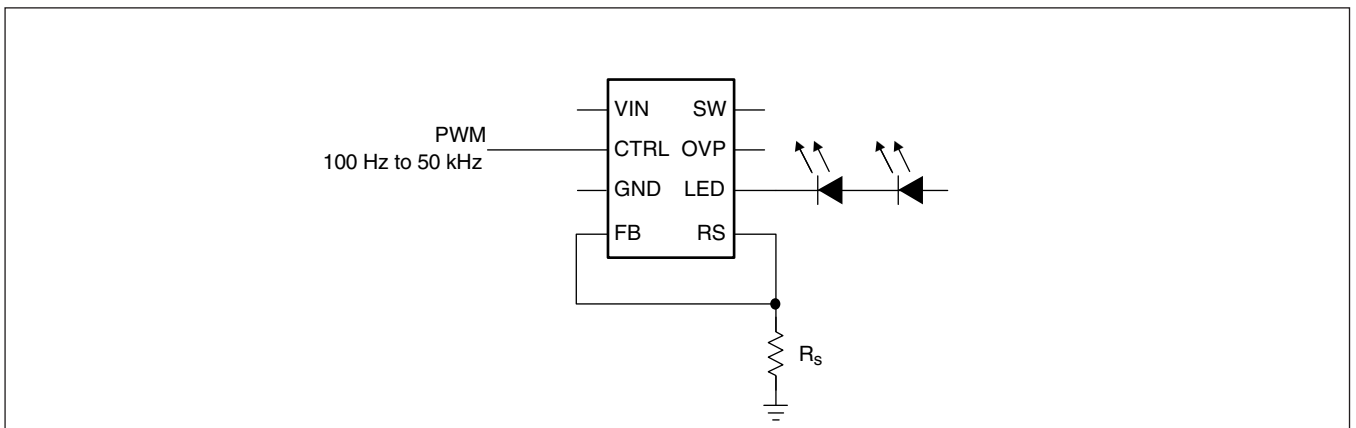 VIN SW
PWM
100 Hz to 50 kHz
CTRL OVP
GND LED
FB RS
Rs